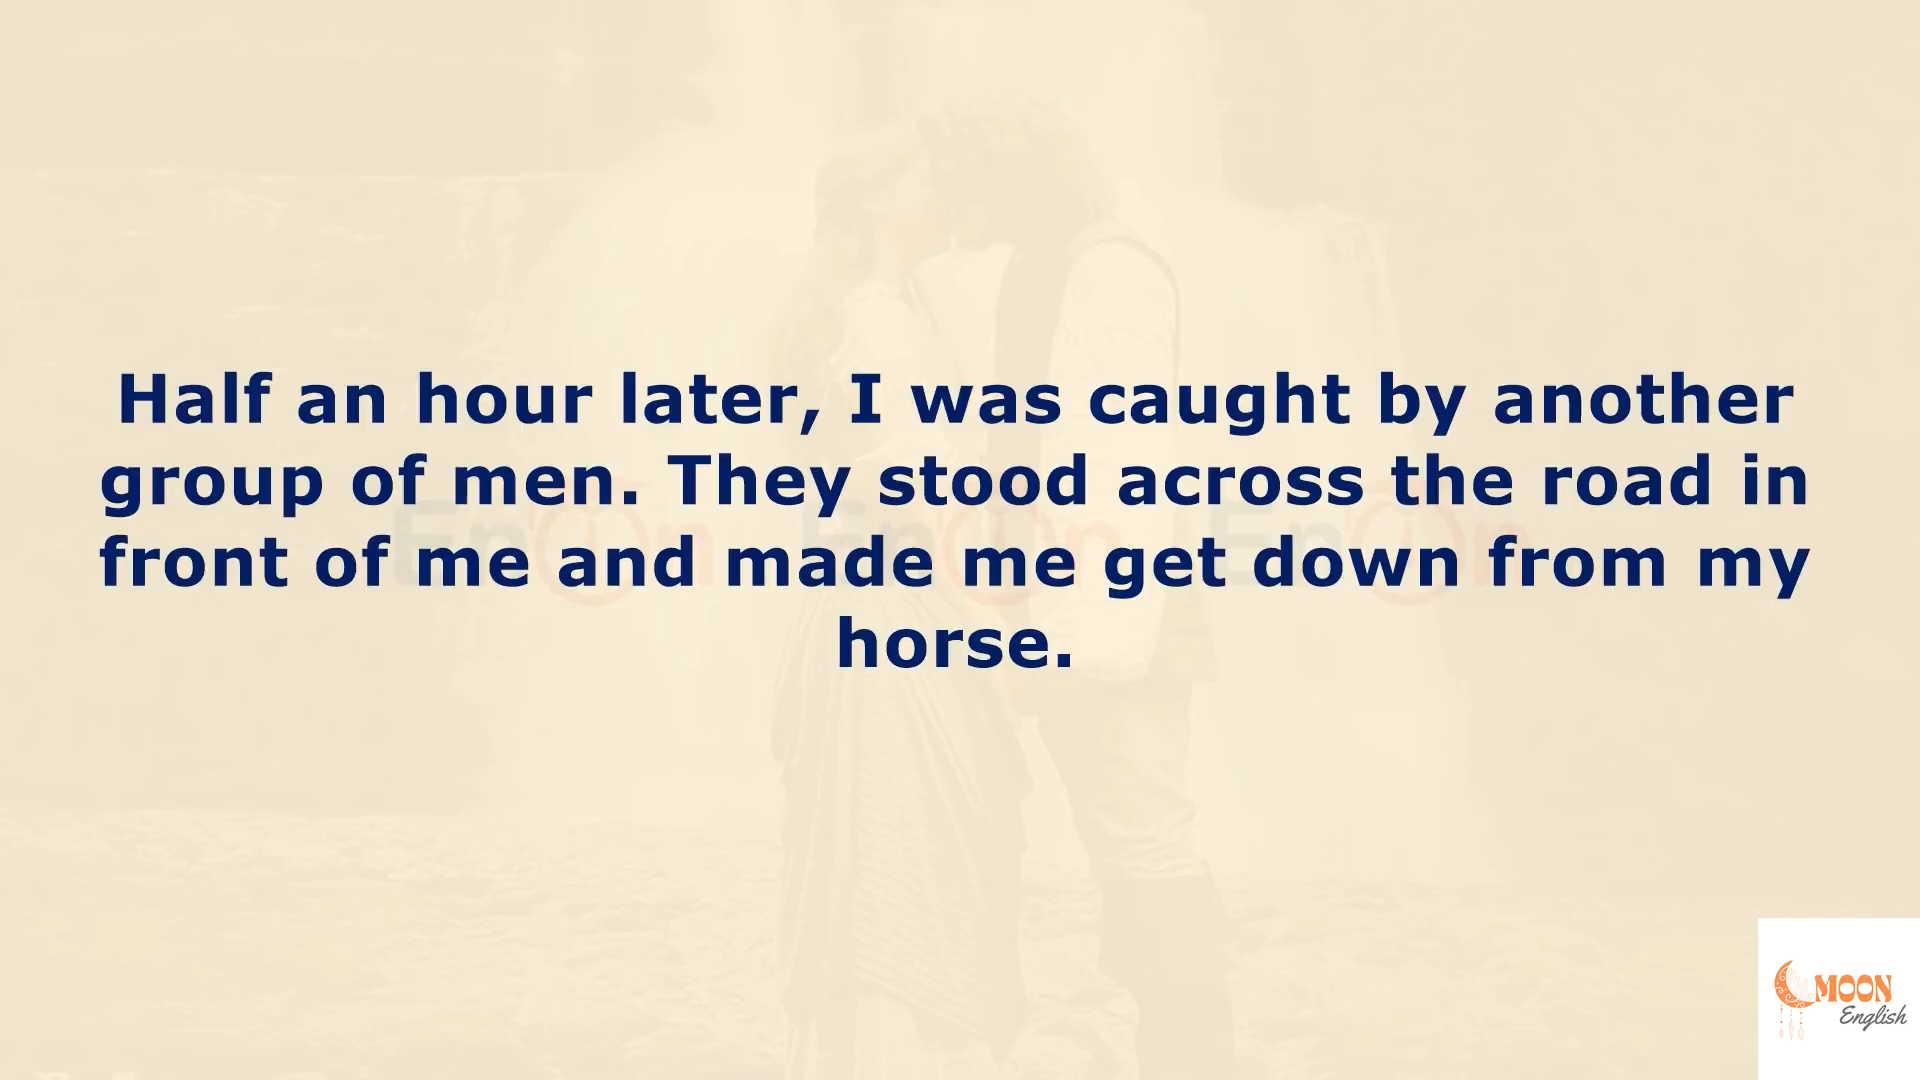 Half an hour later, I was caught by another
group of men. They stood across the road in
front of me and made me get down from my
horse.
MOON
English